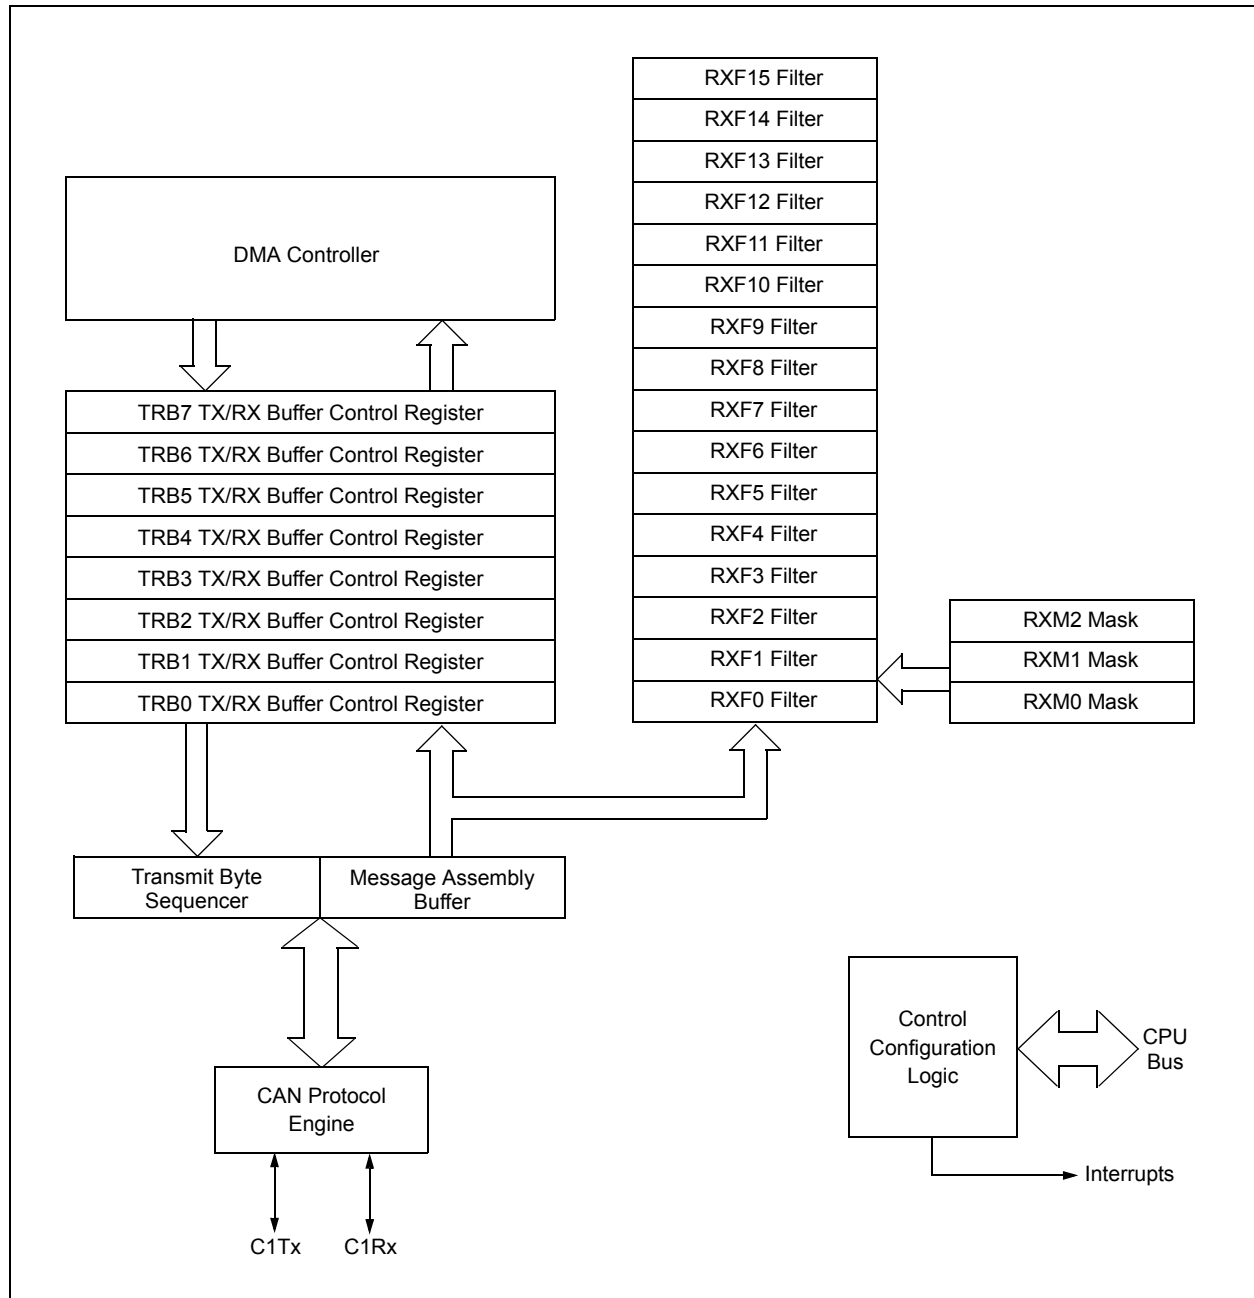 RXF15 Filter
RXF14 Filter
RXF13 Filter
RXF12 Filter
RXF11 Filter
RXF10 Filter
RXF9 Filter
RXF8 Filter
RXF7 Filter
RXF6 Filter
RXF5 Filter
RXF4 Filter
RXF3 Filter
RXF2 Filter
RXF1 Filter
RXF0 Filter
DMA Controller
TRB7 TX/RX Buffer Control Register
TRB6 TX/RX Buffer Control Register
TRB5 TX/RX Buffer Control Register
TRB4 TX/RX Buffer Control Register
TRB3 TX/RX Buffer Control Register
TRB2 TX/RX Buffer Control Register
TRB1 TX/RX Buffer Control Register
TRB0 TX/RX Buffer Control Register
RXM2 Mask
RXM1 Mask
RXM0 Mask
Transmit Byte
Sequencer
Message Assembly
Buffer
CAN Protocol
Engine
C1Tx
C1Rx
Control
Configuration
Logic
CPU
Bus
Interrupts